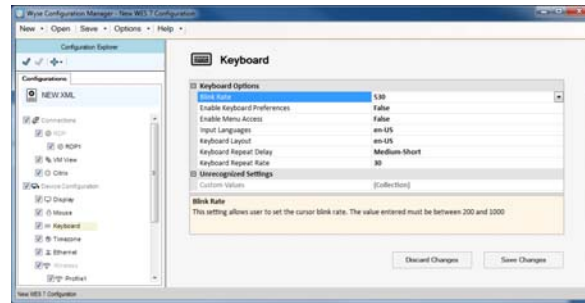 Wyse Configuration Manager - New WES 7 Configuration
New Open Save Options Help
Configuration Explorer
Configurations
NEW.XML
Connections
RDP
RDP1
VM View
Citrix
Device Configuration
Display
Mouse
Keyboard
Timezone
Ethernet
Wireless
Profile1
Keyboard
Keyboard Options
Blink Rate 530
Enable Keyboard Preferences False
Enable Menu Access False
Input Languages en-US
Keyboard Layout en-US
Keyboard Repeat Delay Medium-Short
Keyboard Repeat Rate 30
Unrecognized Settings
Custom Values (Collection)
Blink Rate
This setting allows user to set the cursor blink rate. The value entered must be between 200 and 1000
Discard Changes Save Changes
New WES 7 Configuration